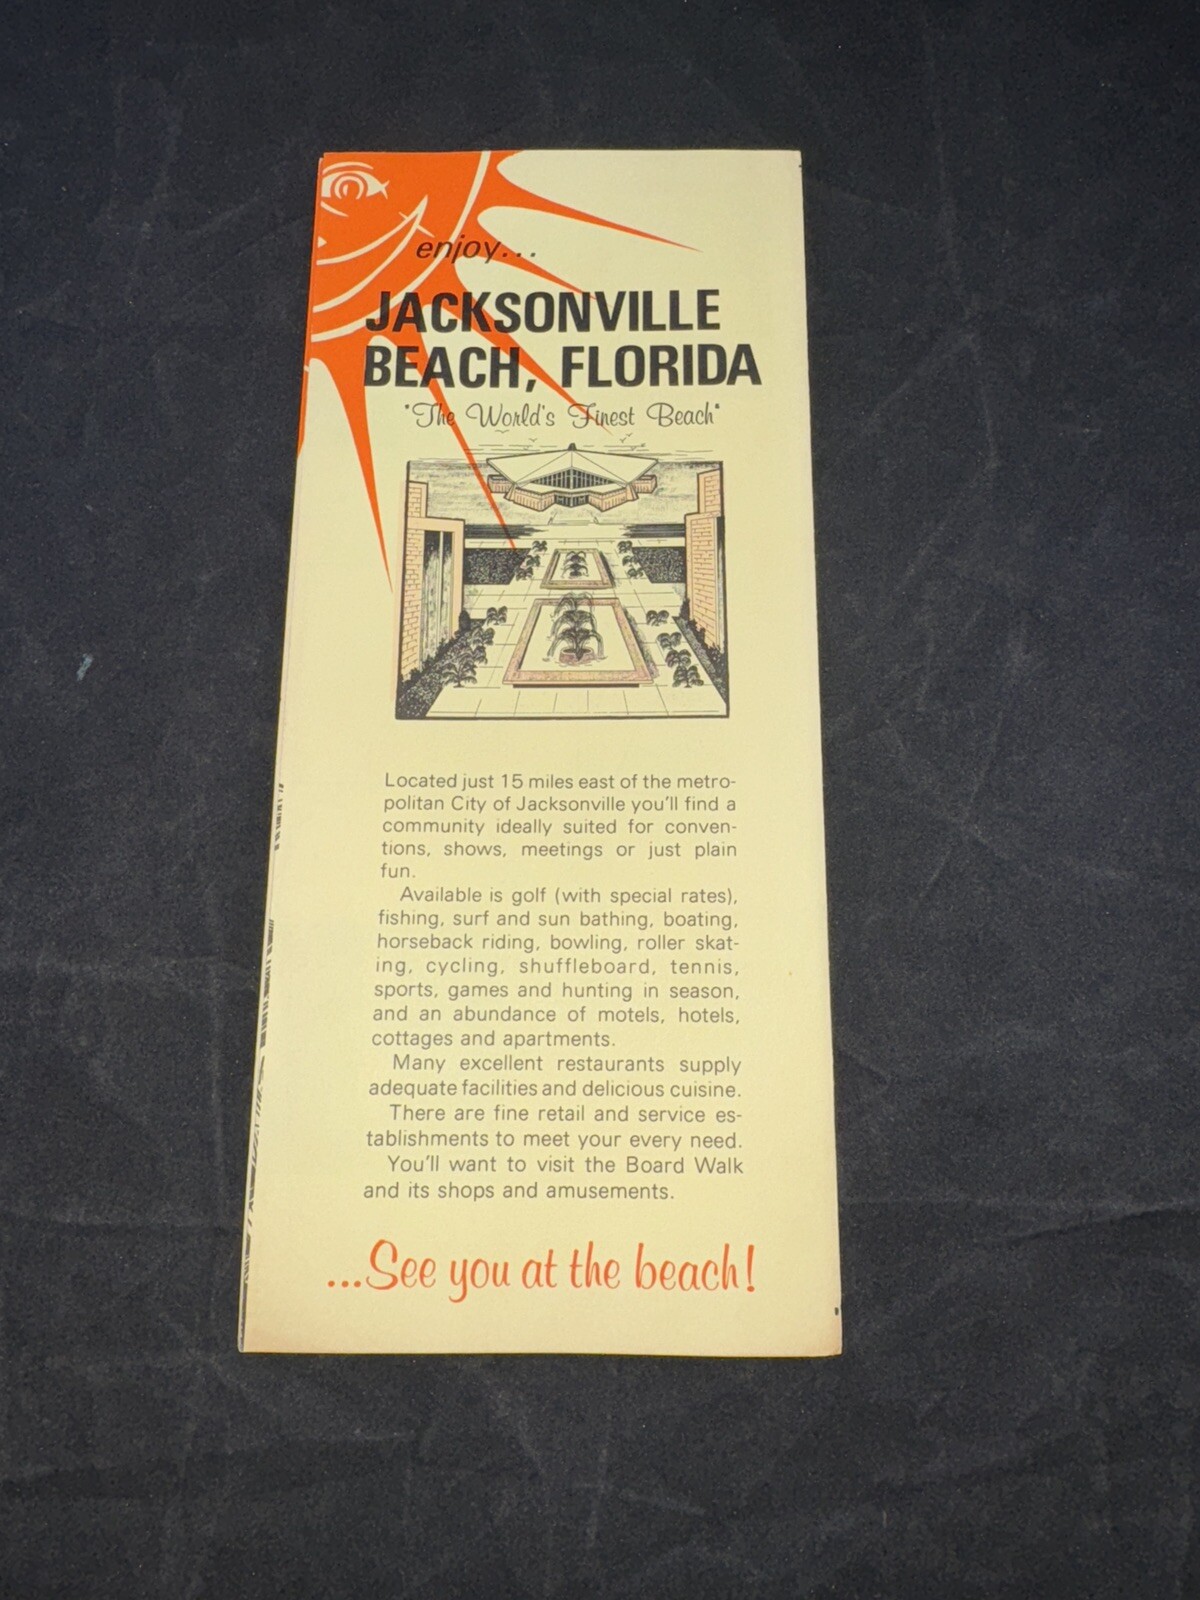 enjoy...
JACKSONVILLE
BEACH, FLORIDA
"The World's Finest Beach"
Located just 15 miles east of the metro-
politan City of Jacksonville you'll find a
community ideally suited for conven-
tions, shows, meetings or just plain
fun.
Available is golf (with special rates),
fishing, surf and sun bathing, boating,
horseback riding, bowling, roller skat-
ing, cycling, shuffleboard, tennis,
sports, games and hunting in season,
and an abundance of motels, hotels,
cottages and apartments.
Many excellent restaurants supply
adequate facilities and delicious cuisine.
There are fine retail and service es-
tablishments to meet your every need.
You'll want to visit the Board Walk
and its shops and amusements.
...See you at the beach!